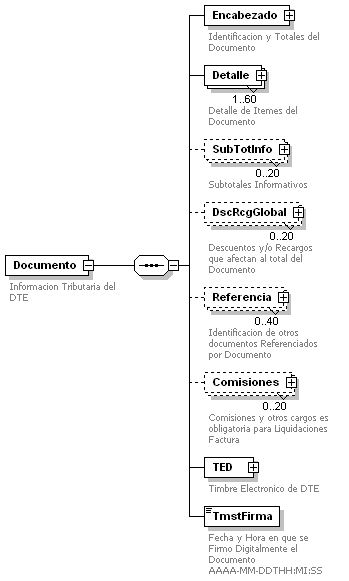 Encabezado
Identificacion y Totales del
Documento
Detalle
1..60
Detalle de Itemes del
Documento
SubTotInfo
0..20
Subtotales Informativos
DscRcgGlobal
0..20
Descuentos y/o Recargos
que afectan al total del
Documento
Documento
Informacion Tributaria del
DTE
Referencia
0..40
Identificacion de otros
documentos Referenciados
por Documento
Comisiones
0..20
Comisiones y otros cargos es
obligatoria para Liquidaciones
Factura
TED
Timbre Electronico de DTE
TmstFirma
Fecha y Hora en que se
Firmo Digitalmente el
Documento
AAAA-MM-DDTHH:MI:SS